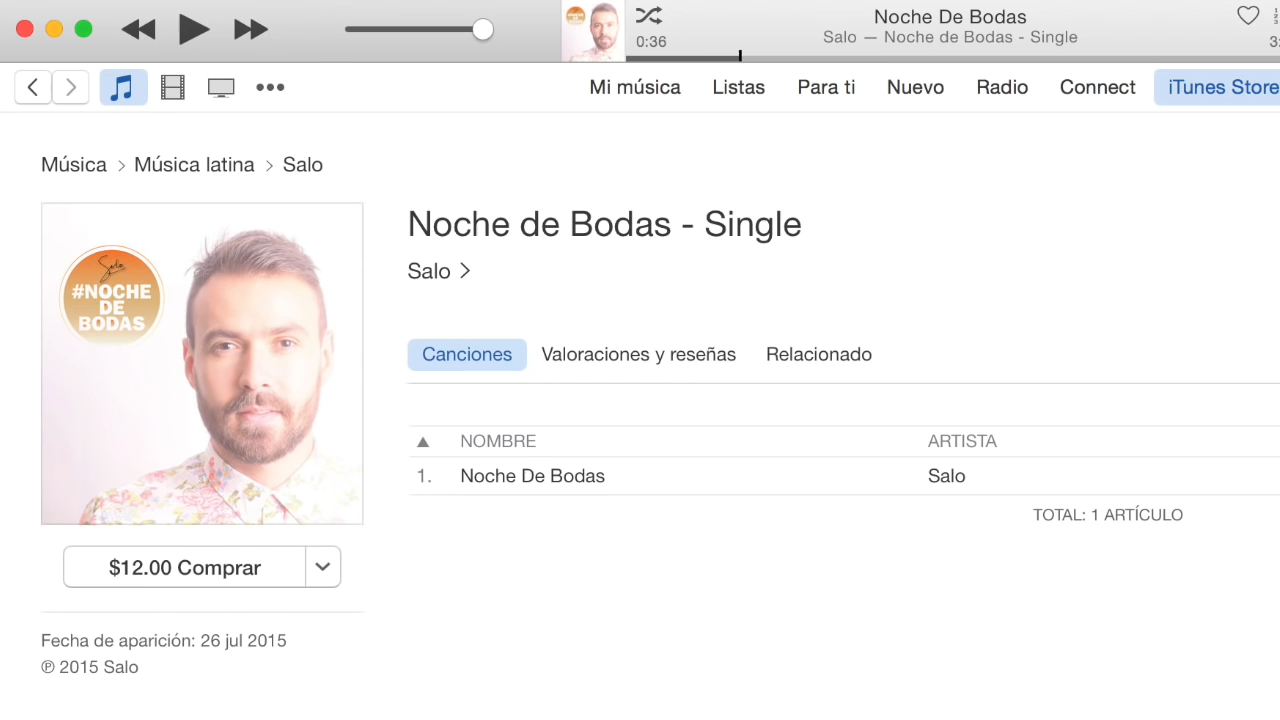 0:36
Noche De Bodas
Salo — Noche de Bodas - Single
Mi música Listas Para ti Nuevo Radio Connect iTunes Store
Música > Música latina > Salo
Salo
#NOCHE
DE
BODAS
Noche de Bodas - Single
Salo >
Canciones Valoraciones y reseñas Relacionado
▲ NOMBRE ARTISTA
1. Noche De Bodas Salo
TOTAL: 1 ARTÍCULO
$12.00 Comprar
Fecha de aparición: 26 jul 2015
℗ 2015 Salo